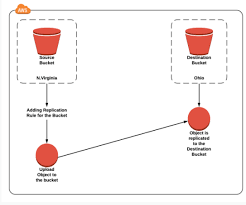 AWS
Source
Bucket
N.Virginia
Destination
Bucket
Ohio
Adding Replication
Rule for the Bucket
Upload
Object to
the bucket
Object is
replicated
to the
Destination
Bucket